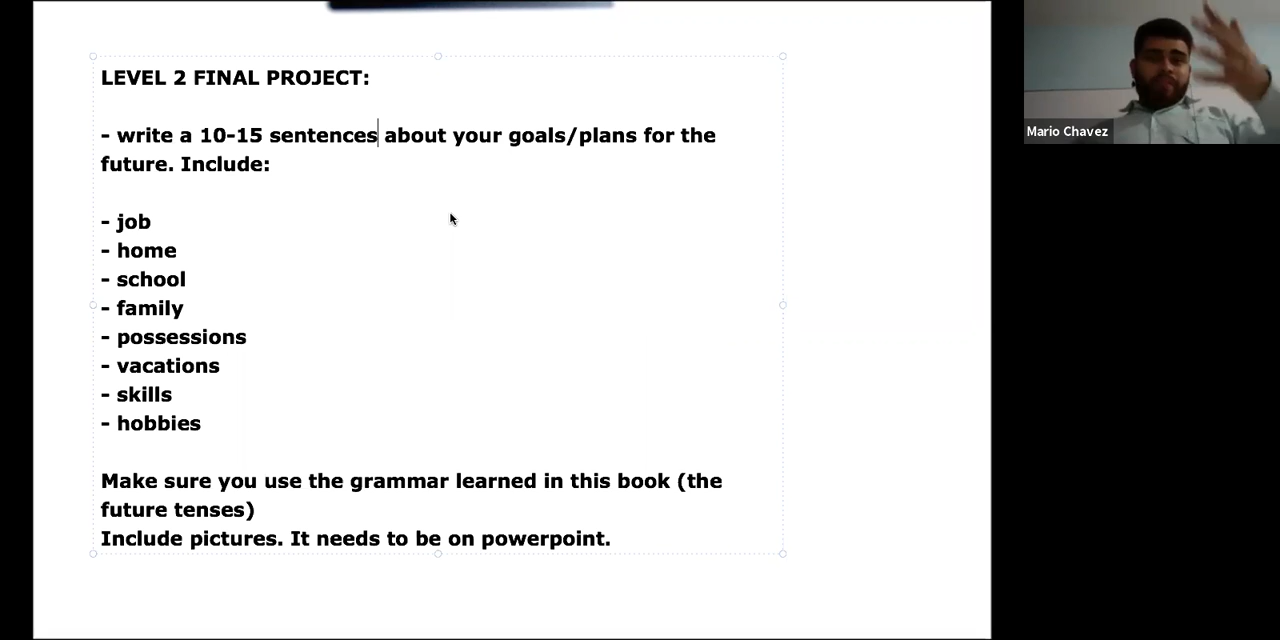 LEVEL 2 FINAL PROJECT:
- write a 10-15 sentences about your goals/plans for the
future. Include:
- job
- home
- school
- family
- possessions
- vacations
- skills
- hobbies
Make sure you use the grammar learned in this book (the
future tenses)
Include pictures. It needs to be on powerpoint.
Mario Chavez